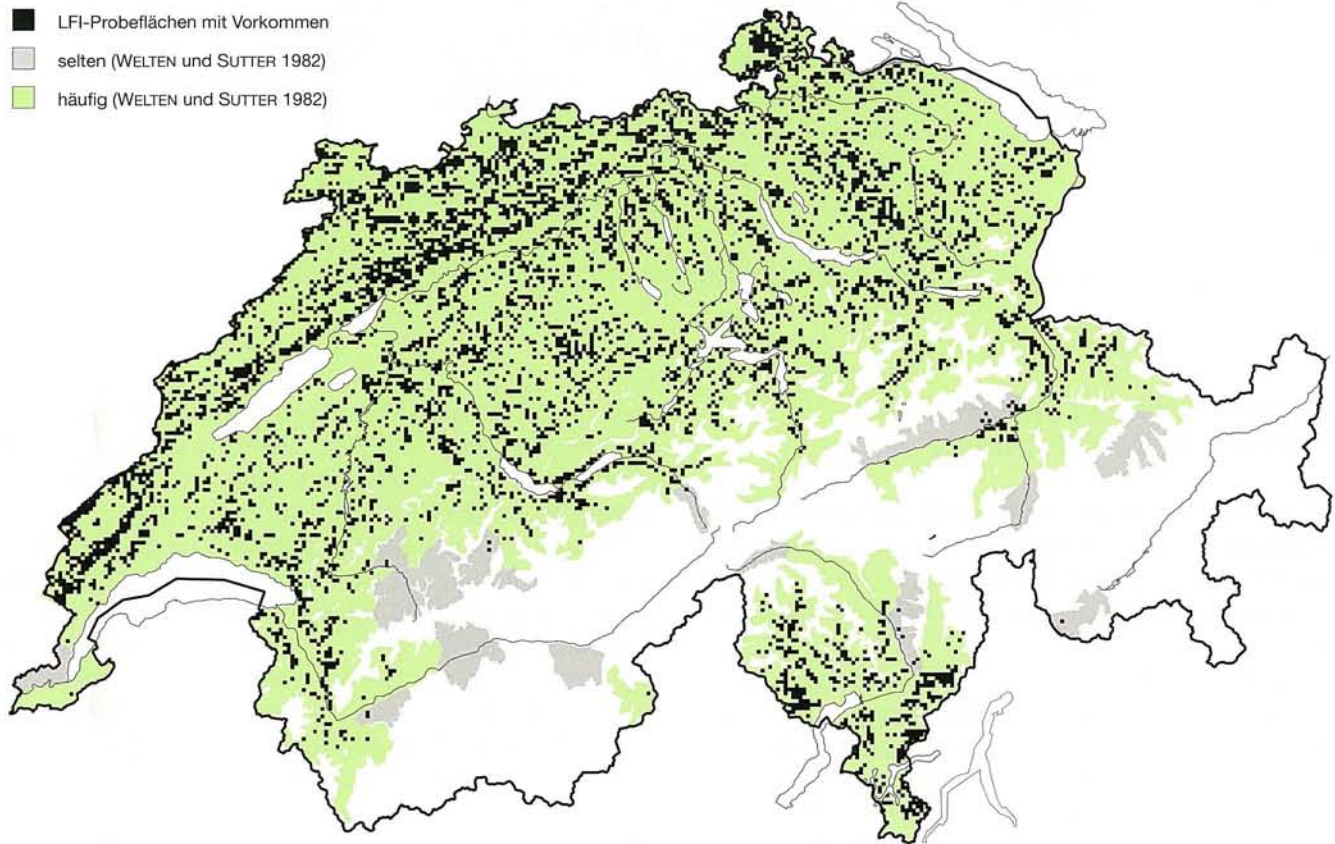 LFI-Probeflächen mit Vorkommen
selten (WELTEN und SUTTER 1982)
häufig (WELTEN und SUTTER 1982)